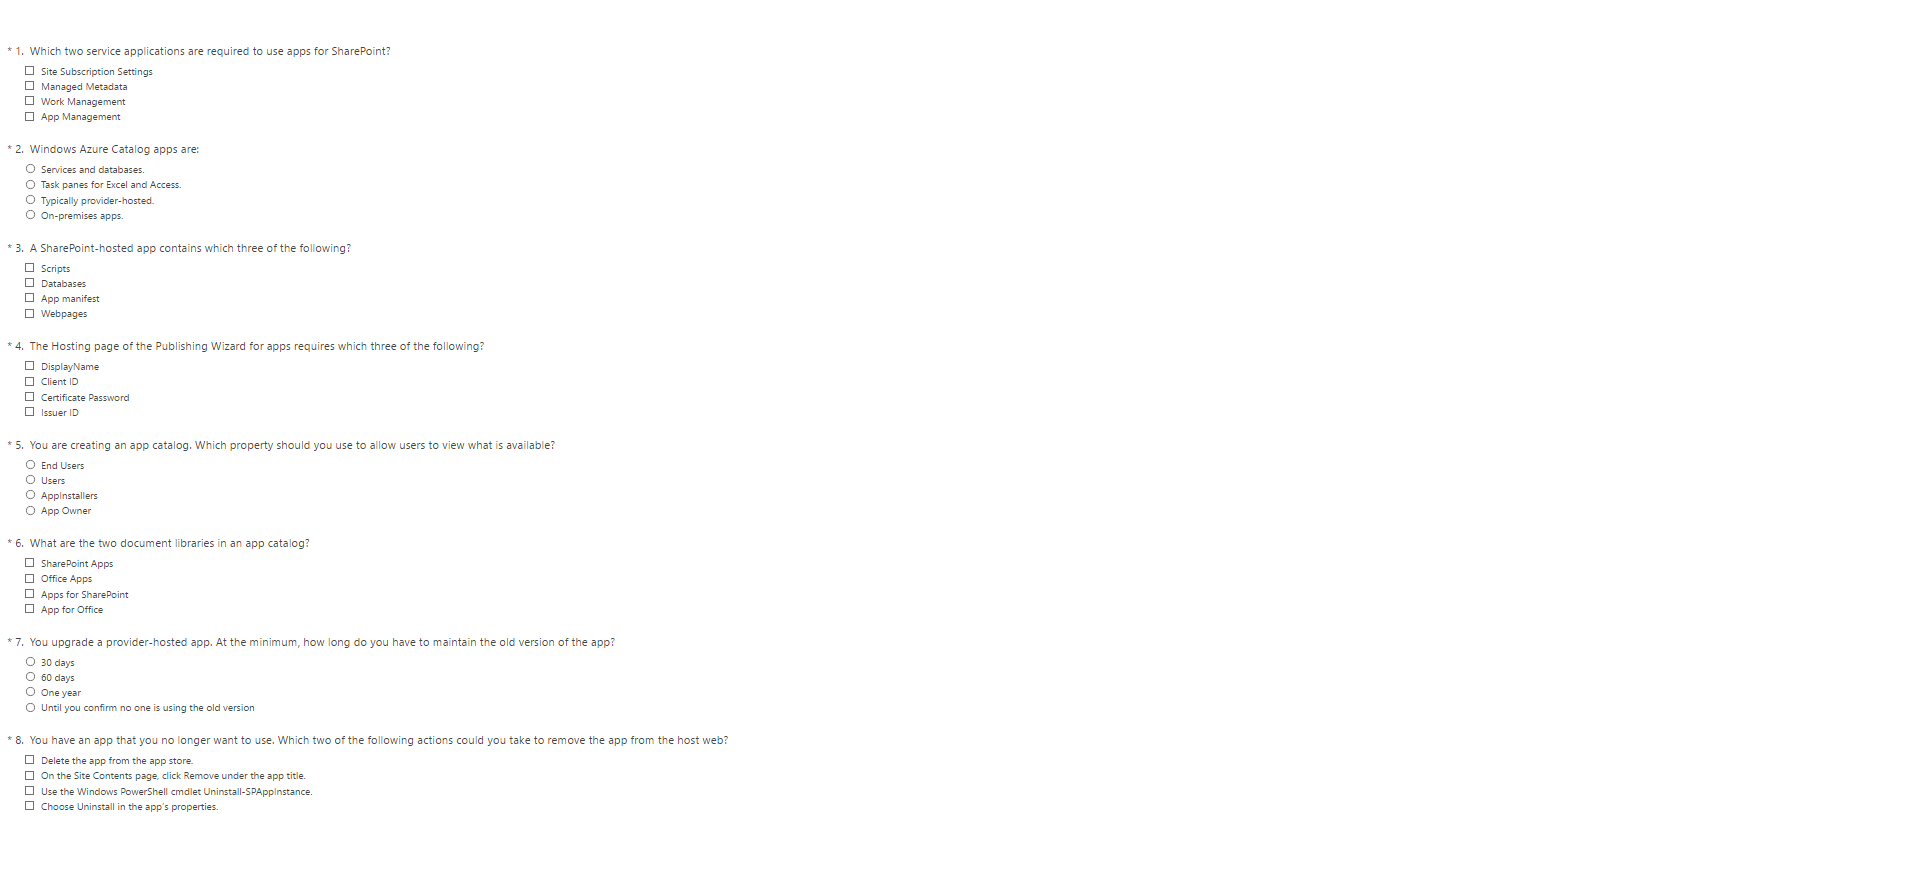 * 1. Which two service applications are required to use apps for SharePoint?
Site Subscription Settings
Managed Metadata
Work Management
App Management
* 2. Windows Azure Catalog apps are:
Services and databases.
Task panes for Excel and Access.
Typically provider-hosted.
On-premises apps.
* 3. A SharePoint-hosted app contains which three of the following?
Scripts
Databases
App manifest
Webpages
* 4. The Hosting page of the Publishing Wizard for apps requires which three of the following?
DisplayName
Client ID
Certificate Password
Issuer ID
* 5. You are creating an app catalog. Which property should you use to allow users to view what is available?
End Users
Users
AppInstallers
App Owner
* 6. What are the two document libraries in an app catalog?
SharePoint Apps
Office Apps
Apps for SharePoint
App for Office
* 7. You upgrade a provider-hosted app. At the minimum, how long do you have to maintain the old version of the app?
30 days
60 days
One year
Until you confirm no one is using the old version
* 8. You have an app that you no longer want to use. Which two of the following actions could you take to remove the app from the host web?
Delete the app from the app store.
On the Site Contents page, click Remove under the app title.
Use the Windows PowerShell cmdlet Uninstall-SPAppInstance.
Choose Uninstall in the app's properties.